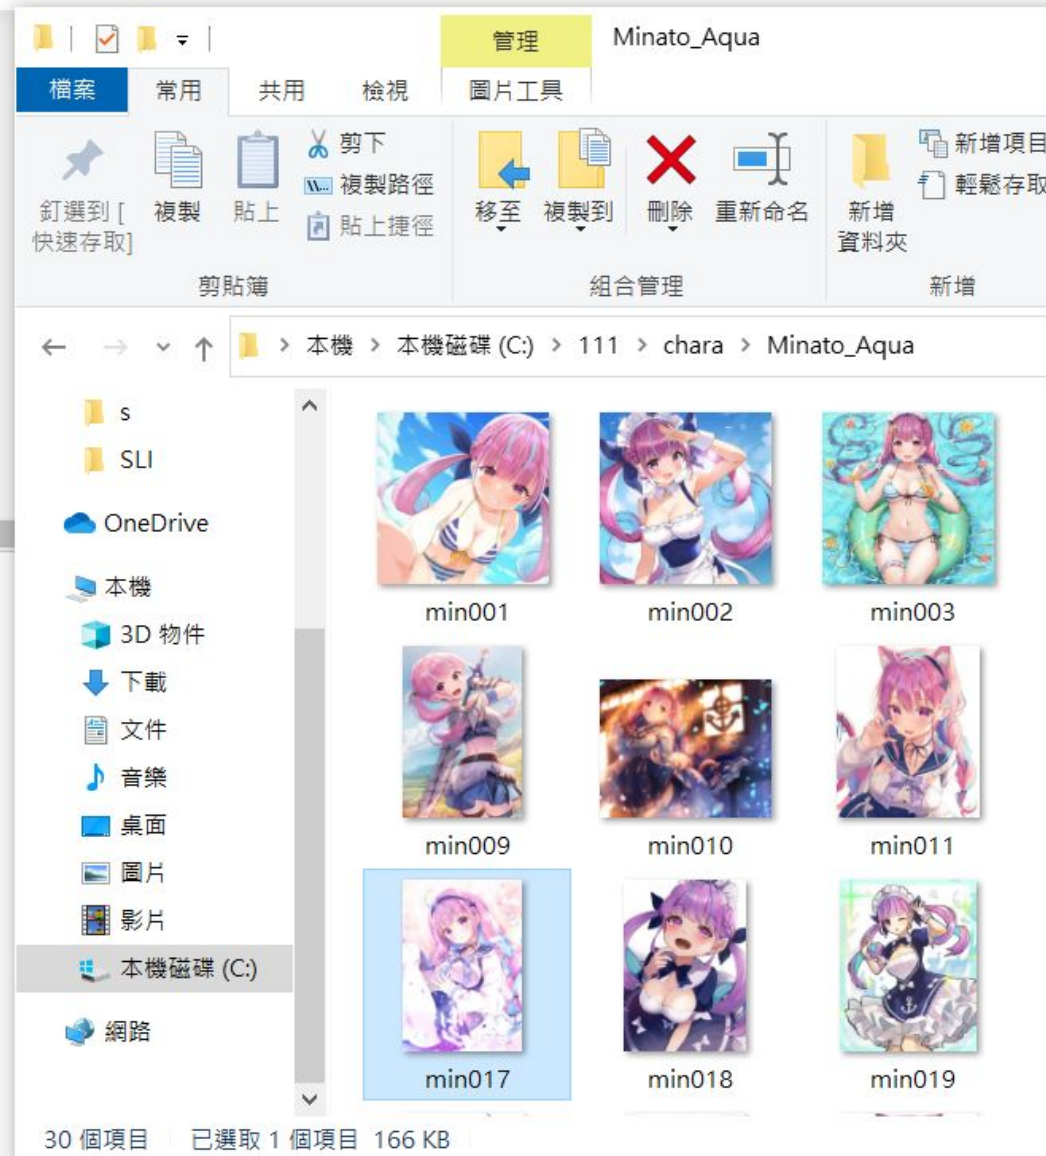 管理 Minato_Aqua
檔案 常用 共用 檢視 圖片工具
釘選到 [
快速存取]
複製
貼上
剪下
W... 複製路徑
貼上捷徑
剪貼簿
移至
複製到
刪除
重新命名
組合管理
新增
資料夾
新增項目
輕鬆存取
新增
本機 > 本機磁碟 (C:) > 111 > chara > Minato_Aqua
s
SLI
OneDrive
本機
3D 物件
下載
文件
音樂
桌面
圖片
影片
本機磁碟 (C:)
網路
min001 min002 min003
min009 min010 min011
min017 min018 min019
30 個項目 已選取 1 個項目 166 KB